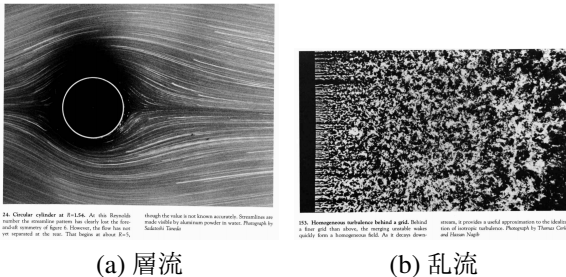 24. Circular cylinder at R=1.54. As this Reynolds
number the streamline pattern has clearly lost the fore-
and-aft symmetry of figure 6. However, the flow has not
yet separated at the rear. That begins at about R=5,
though the value is not known accurately. Streamlines are
made visible by aluminum powder in water. Photograph by
Sadatoshi Taneda
153. Homogeneous turbulence behind a grid. Behind
a finer grid than above, the merging unstable wakes
quickly form a homogeneous field. As it decays down-
stream, it provides a useful approximation to the idealiza-
tion of isotropic turbulence. Photograph by Thomas Corke
and Hassan Nagib
(a) 層流
(b) 乱流